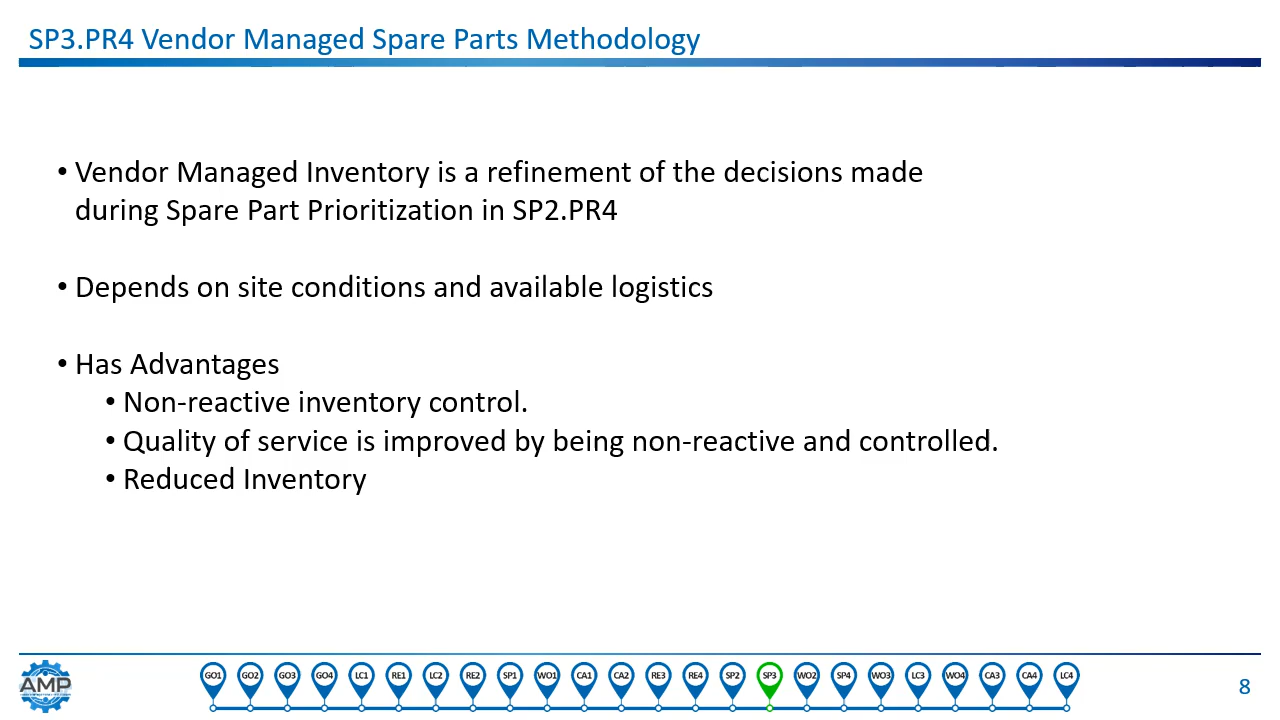 SP3.PR4 Vendor Managed Spare Parts Methodology
• Vendor Managed Inventory is a refinement of the decisions made
during Spare Part Prioritization in SP2.PR4
• Depends on site conditions and available logistics
• Has Advantages
• Non-reactive inventory control.
• Quality of service is improved by being non-reactive and controlled.
• Reduced Inventory
AMP
GO1 GO2 GO3 GO4 LC1 RE1 LC2 RE2 SP1 WO1 CA1 CA2 RE3 RE4 SP2 SP3 WO2 SP4 WO3 LC3 WO4 CA3 CA4 LC4
8